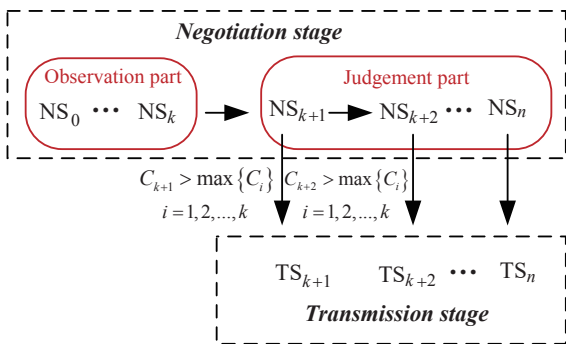 Negotiation stage
Observation part
Judgement part
NS₀ ••• NSₖ
NSₖ₊₁
NSₖ₊₂ ••• NSₙ
Cₖ₊₁ > max{Cᵢ}
Cₖ₊₂ > max{Cᵢ}
i = 1, 2, ..., k
i = 1, 2, ..., k
TSₖ₊₁
TSₖ₊₂ ••• TSₙ
Transmission stage